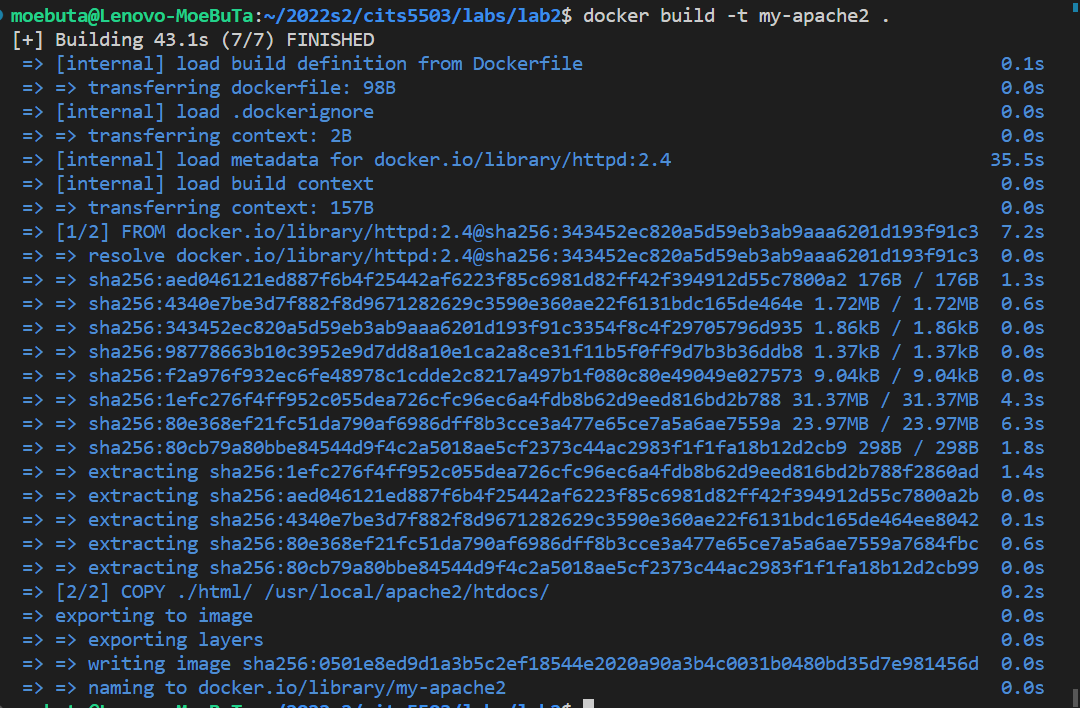 moebuta@Lenovo-MoeBuTa:~/2022s2/cits5503/labs/lab2$ docker build -t my-apache2 .
[+] Building 43.1s (7/7) FINISHED
=> [internal] load build definition from Dockerfile 0.1s
=> => transferring dockerfile: 98B 0.0s
=> [internal] load .dockerignore 0.0s
=> => transferring context: 2B 0.0s
=> [internal] load metadata for docker.io/library/httpd:2.4 35.5s
=> [internal] load build context 0.0s
=> => transferring context: 157B 0.0s
=> [1/2] FROM docker.io/library/httpd:2.4@sha256:343452ec820a5d59eb3ab9aaa6201d193f91c3 7.2s
=> => resolve docker.io/library/httpd:2.4@sha256:343452ec820a5d59eb3ab9aaa6201d193f91c3 0.0s
=> => sha256:aed046121ed887f6b4f25442af6223f85c6981d82ff42f394912d55c7800a2 176B / 176B 1.3s
=> => sha256:4340e7be3d7f882f8d9671282629c3590e360ae22f6131bdc165de464e 1.72MB / 1.72MB 0.6s
=> => sha256:343452ec820a5d59eb3ab9aaa6201d193f91c3354f8c4f29705796d935 1.86kB / 1.86kB 0.0s
=> => sha256:98778663b10c3952e9d7dd8a10e1ca2a8ce31f11b5f0ff9d7b3b36ddb8 1.37kB / 1.37kB 0.0s
=> => sha256:f2a976f932ec6fe48978c1cdde2c8217a497b1f080c80e49049e027573 9.04kB / 9.04kB 0.0s
=> => sha256:1efc276f4ff952c055dea726cfc96ec6a4fdb8b62d9eed816bd2b788 31.37MB / 31.37MB 4.3s
=> => sha256:80e368ef21fc51da790af6986dff8b3cce3a477e65ce7a5a6ae7559a 23.97MB / 23.97MB 6.3s
=> => sha256:80cb79a80bbe84544d9f4c2a5018ae5cf2373c44ac2983f1f1fa18b12d2cb9 298B / 298B 1.8s
=> => extracting sha256:1efc276f4ff952c055dea726cfc96ec6a4fdb8b62d9eed816bd2b788f2860ad 1.4s
=> => extracting sha256:aed046121ed887f6b4f25442af6223f85c6981d82ff42f394912d55c7800a2b 0.0s
=> => extracting sha256:4340e7be3d7f882f8d9671282629c3590e360ae22f6131bdc165de464ee8042 0.1s
=> => extracting sha256:80e368ef21fc51da790af6986dff8b3cce3a477e65ce7a5a6ae7559a7684fbc 0.6s
=> => extracting sha256:80cb79a80bbe84544d9f4c2a5018ae5cf2373c44ac2983f1f1fa18b12d2cb99 0.0s
=> [2/2] COPY ./html/ /usr/local/apache2/htdocs/ 0.2s
=> exporting to image 0.0s
=> => exporting layers 0.0s
=> => writing image sha256:0501e8ed9d1a3b5c2ef18544e2020a90a3b4c0031b0480bd35d7e981456d 0.0s
=> => naming to docker.io/library/my-apache2 0.0s
moebuta@Lenovo-MoeBuTa:~/2022s2/cits5503/labs/lab2$